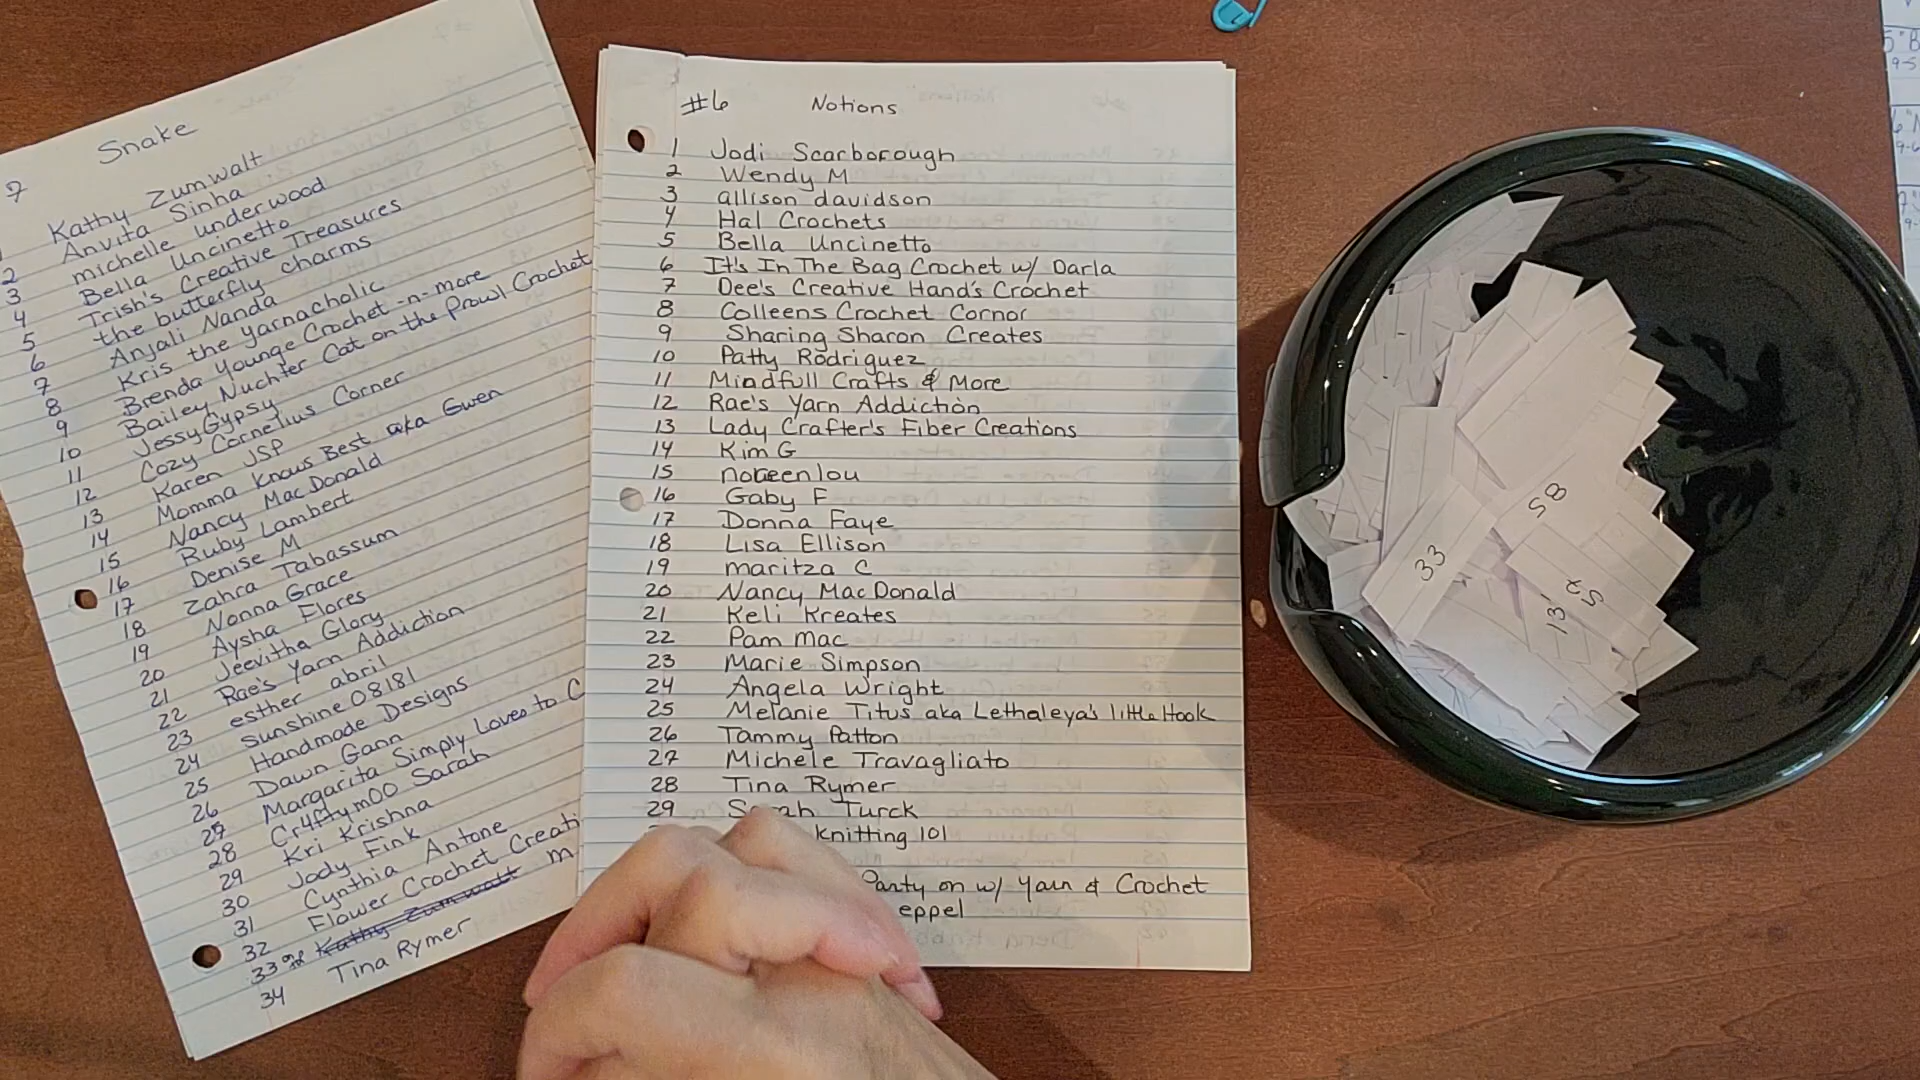 Snake
7
1 Kathy Zumwalt
2 Anvita Sinha
3 michelle underwood
4 Bella Uncinetto
5 Trish's Creative Treasures
6 the butterfly charms
7 Anjali Nanda
8 Kris the yarnacholic
9 Brenda Younge Crochet-n-more
10 Bailey Nuchter Cat on the Prowl Crochet
11 JessyGypsy
12 Cozy Cornelius Corner
13 Karen JSP
14 Momma Knows Best aka Gwen
15 Nancy MacDonald
16 Ruby Lambert
17 Denise M
18 Zahra Tabassum
19 Nonna Grace
20 Aysha Flores
21 Jeevitha Glory
22 Rae's Yarn Addiction
23 esther abril
24 Sunshine 08181
25 Handmade Designs
26 Dawn Gann
27 Margarita Simply Loves to C
28 Cr4ftym00 Sarah
29 Kri Krishna
30 Jody Fink
31 Cynthia Antone
32 Flower Crochet Creati
33 Kathy Zumwalt m
34 Tina Rymer
#6 Notions
1 Jodi Scarborough
2 Wendy M
3 allison davidson
4 Hal Crochets
5 Bella Uncinetto
6 It's In The Bag Crochet w/ Darla
7 Dee's Creative Hand's Crochet
8 Colleens Crochet Cornor
9 Sharing Sharon Creates
10 Patty Rodriguez
11 Mindfull Crafts & More
12 Rae's Yarn Addiction
13 Lady Crafter's Fiber Creations
14 Kim G
15 noreenlou
16 Gaby F
17 Donna Faye
18 Lisa Ellison
19 maritza C
20 Nancy MacDonald
21 Keli Kreates
22 Pam mac
23 Marie Simpson
24 Angela Wright
25 Melanie Titus aka Lethaleya's little Hook
26 Tammy Patton
27 Michele Travagliato
28 Tina Rymer
29 Sarah Turck
knitting 101
Party on w/ Yarn & Crochet
eppel
58
33
52
13